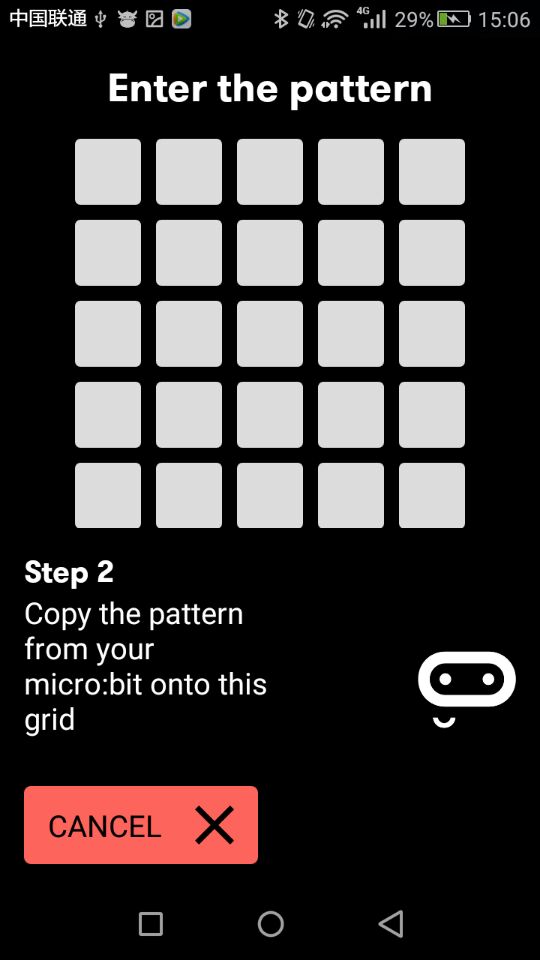 中国联通 4G 29% 15:06
Enter the pattern
Step 2
Copy the pattern
from your
micro:bit onto this
grid
CANCEL